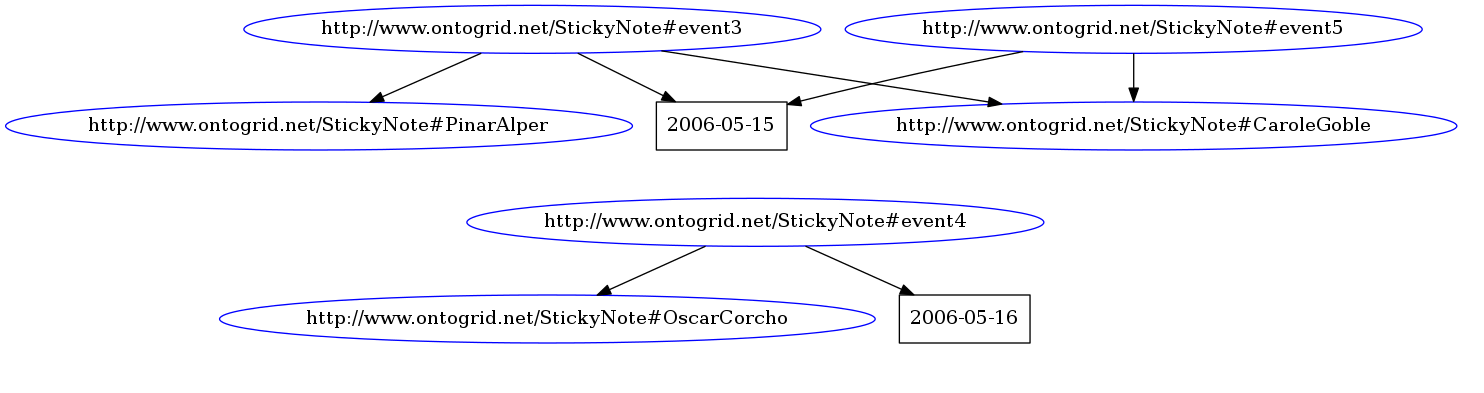 http://www.ontogrid.net/StickyNote#event3
http://www.ontogrid.net/StickyNote#event5
http://www.ontogrid.net/StickyNote#PinarAlper
2006-05-15
http://www.ontogrid.net/StickyNote#CaroleGoble
http://www.ontogrid.net/StickyNote#event4
http://www.ontogrid.net/StickyNote#OscarCorcho
2006-05-16